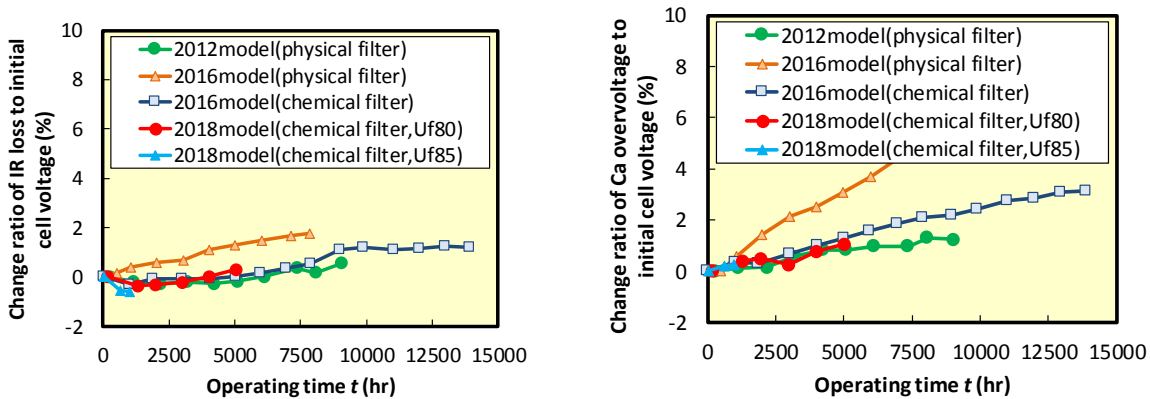 Change ratio of IR loss to initial
cell voltage (%)
10
8
6
4
2
0
-2
2012model(physical filter)
2016model(physical filter)
2016model(chemical filter)
2018model(chemical filter,Uf80)
2018model(chemical filter,Uf85)
0 2500 5000 7500 10000 12500 15000
Operating time t (hr)
Change ratio of Ca overvoltage to
initial cell voltage (%)
10
8
6
4
2
0
-2
2012model(physical filter)
2016model(physical filter)
2016model(chemical filter)
2018model(chemical filter,Uf80)
2018model(chemical filter,Uf85)
0 2500 5000 7500 10000 12500 15000
Operating time t (hr)